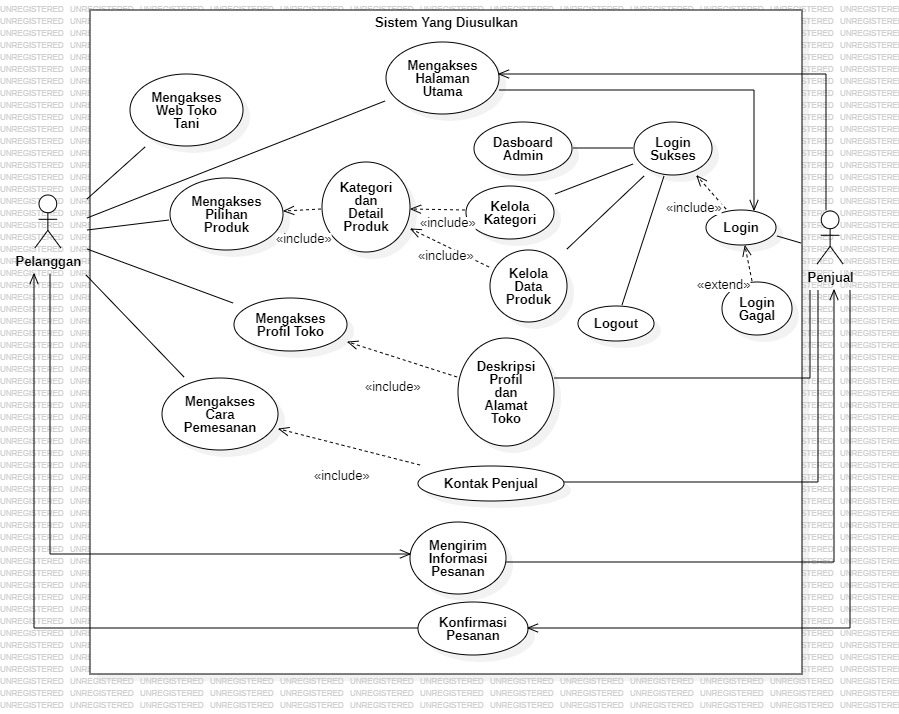 Sistem Yang Diusulkan
Mengakses
Halaman
Utama
Mengakses
Web Toko
Tani
Dasboard
Admin
Login
Sukses
Mengakses
Pilihan
Produk
Kategori
dan
Detail
Produk
Kelola
Kategori
«include»
«include»
«include»
«include»
Login
Pelanggan
Penjual
Kelola
Data
Produk
«extend»
Login
Gagal
Logout
Mengakses
Profil Toko
Deskripsi
Profil
dan
Alamat
Toko
«include»
Mengakses
Cara
Pemesanan
«include»
Kontak Penjual
Mengirim
Informasi
Pesanan
Konfirmasi
Pesanan
UNREGISTERED